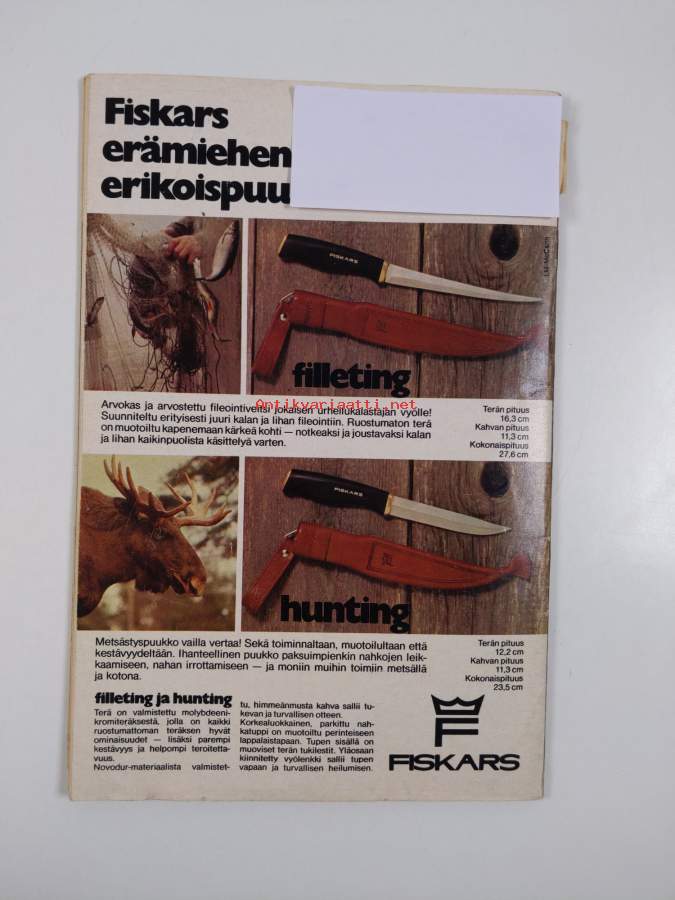 Fiskars
erämiehen
erikoispuu
FISKARS
filleting
Antikvariaatti.net
Arvokas ja arvostettu fileointiveitsi jokaisen urheilukalastajan vyölle!
Suunniteltu erityisesti juuri kalan ja lihan fileointiin. Ruostumaton terä
on muotoiltu kapenemaan kärkeä kohti — notkeaksi ja joustavaksi kalan
ja lihan kaikinpuolista käsittelyä varten.
Terän pituus
16,3 cm
Kahvan pituus
11,3 cm
Kokonaispituus
27,6 cm
FISKARS
hunting
Metsästyspuukko vailla vertaa! Sekä toiminnaltaan, muotoilultaan että
kestävyydeltään. Ihanteellinen puukko paksuimpienkin nahkojen leik-
kaamiseen, nahan irrottamiseen — ja moniin muihin toimiin metsällä
ja kotona.
Terän pituus
12,2 cm
Kahvan pituus
11,3 cm
Kokonaispituus
23,5 cm
filleting ja hunting
Terä on valmistettu molybdeeni-
kromiteräksestä, jolla on kaikki
ruostumattoman teräksen hyvät
ominaisuudet — lisäksi parempi
kestävyys ja helpompi teroitetta-
vuus.
Novodur-materiaalista valmistet-
tu, himmeänmusta kahva sallii tu-
kevan ja turvallisen otteen.
Korkealuokkainen, parkittu nah-
katuppi on muotoiltu perinteiseen
lappalaistapaan. Tupen sisällä on
muoviset terän tukilestit. Yläosaan
kiinnitetty vyölenkki sallii tupen
vapaan ja turvallisen heilumisen.
FISKARS